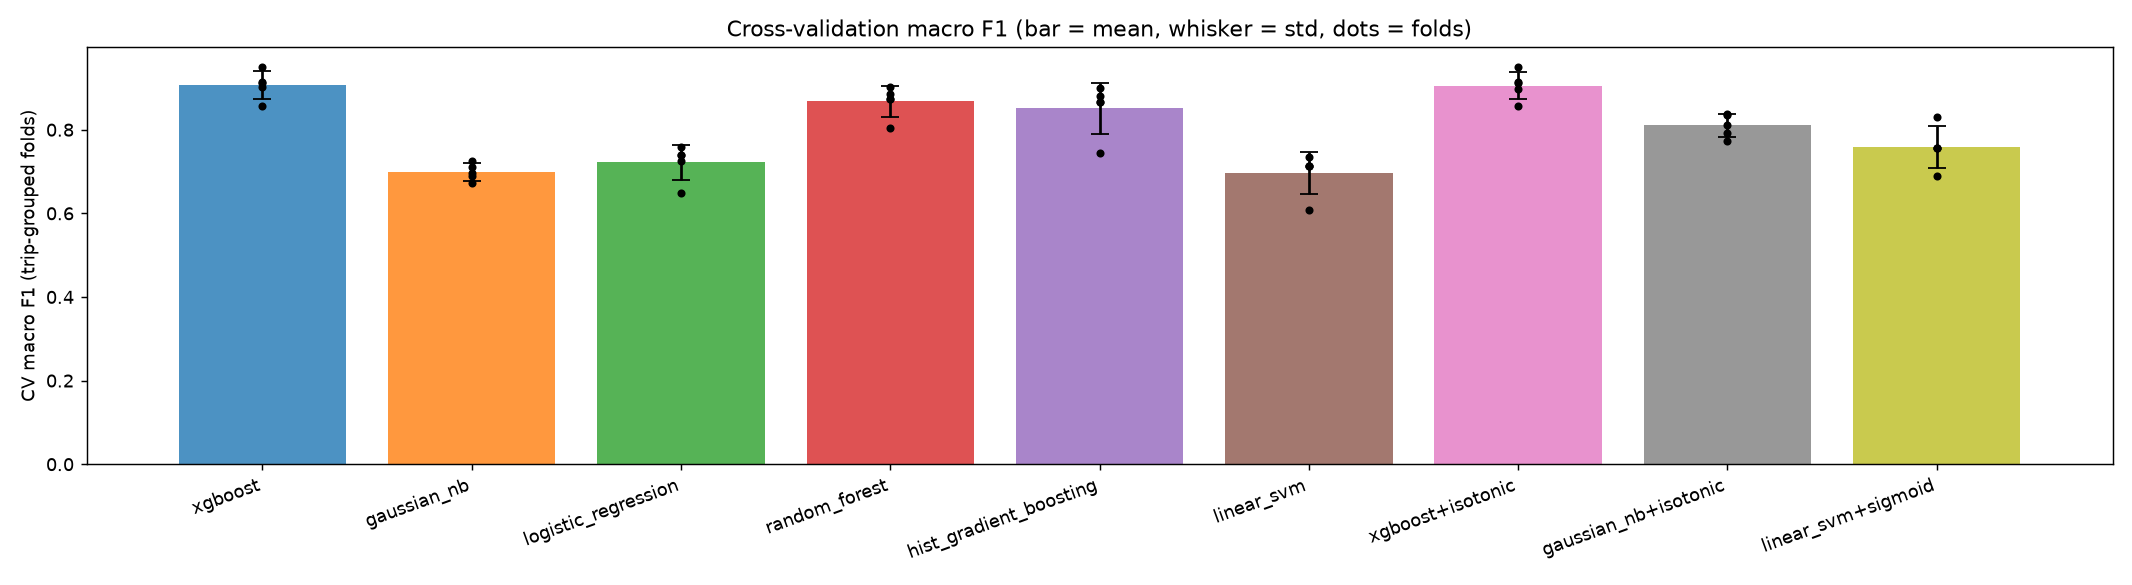 Cross-validation macro F1 (bar = mean, whisker = std, dots = folds)
CV macro F1 (trip-grouped folds)
0.8
0.6
0.4
0.2
0.0
xgboost
gaussian_nb
logistic_regression
random_forest
hist_gradient_boosting
linear_svm
xgboost+isotonic
gaussian_nb+isotonic
linear_svm+sigmoid